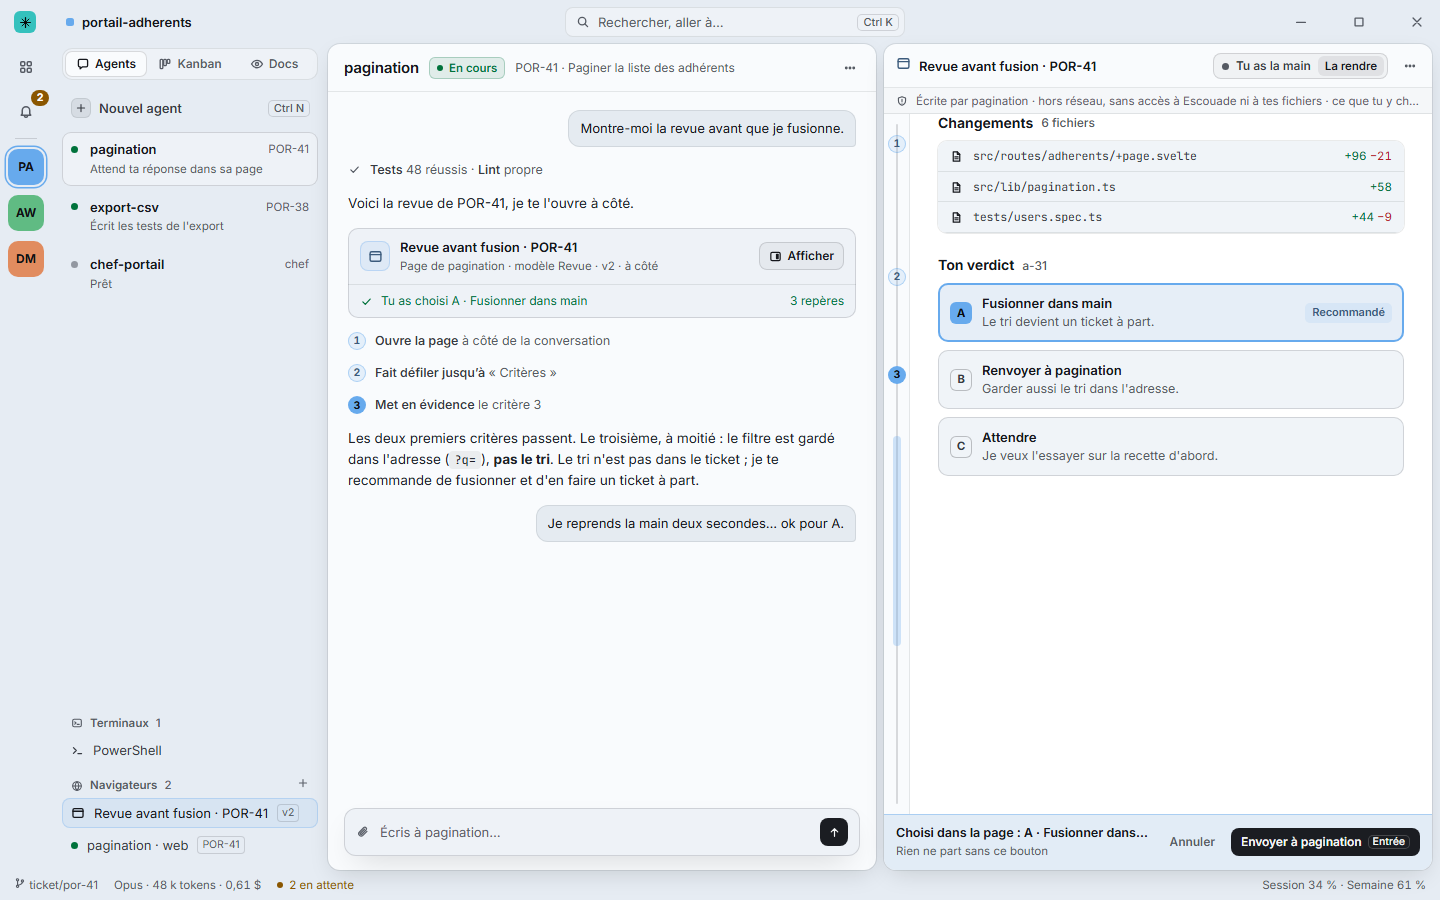 portail-adherents
Rechercher, aller à...
Ctrl K
2
PA
AW
DM
Agents
Kanban
Docs
Nouvel agent
Ctrl N
pagination
POR-41
Attend ta réponse dans sa page
export-csv
POR-38
Écrit les tests de l'export
chef-portail
chef
Prêt
Terminaux 1
PowerShell
Navigateurs 2
Revue avant fusion · POR-41
v2
pagination · web
POR-41
pagination
En cours
POR-41 · Paginer la liste des adhérents
Montre-moi la revue avant que je fusionne.
Tests 48 réussis · Lint propre
Voici la revue de POR-41, je te l'ouvre à côté.
Revue avant fusion · POR-41
Page de pagination · modèle Revue · v2 · à côté
Afficher
Tu as choisi A · Fusionner dans main
3 repères
1 Ouvre la page à côté de la conversation
2 Fait défiler jusqu'à « Critères »
3 Met en évidence le critère 3
Les deux premiers critères passent. Le troisième, à moitié : le filtre est gardé
dans l'adresse ( ?q= ), pas le tri. Le tri n'est pas dans le ticket ; je te
recommande de fusionner et d'en faire un ticket à part.
Je reprends la main deux secondes... ok pour A.
Écris à pagination...
Revue avant fusion · POR-41
Tu as la main
La rendre
Écrite par pagination · hors réseau, sans accès à Escouade ni à tes fichiers · ce que tu y ch...
1
2
3
Changements 6 fichiers
src/routes/adherents/+page.svelte
+96 −21
src/lib/pagination.ts
+58
tests/users.spec.ts
+44 −9
Ton verdict a-31
A
Fusionner dans main
Le tri devient un ticket à part.
Recommandé
B
Renvoyer à pagination
Garder aussi le tri dans l'adresse.
C
Attendre
Je veux l'essayer sur la recette d'abord.
Choisi dans la page : A · Fusionner dans...
Rien ne part sans ce bouton
Annuler
Envoyer à pagination
Entrée
ticket/por-41
Opus · 48 k tokens · 0,61 $
2 en attente
Session 34 % · Semaine 61 %